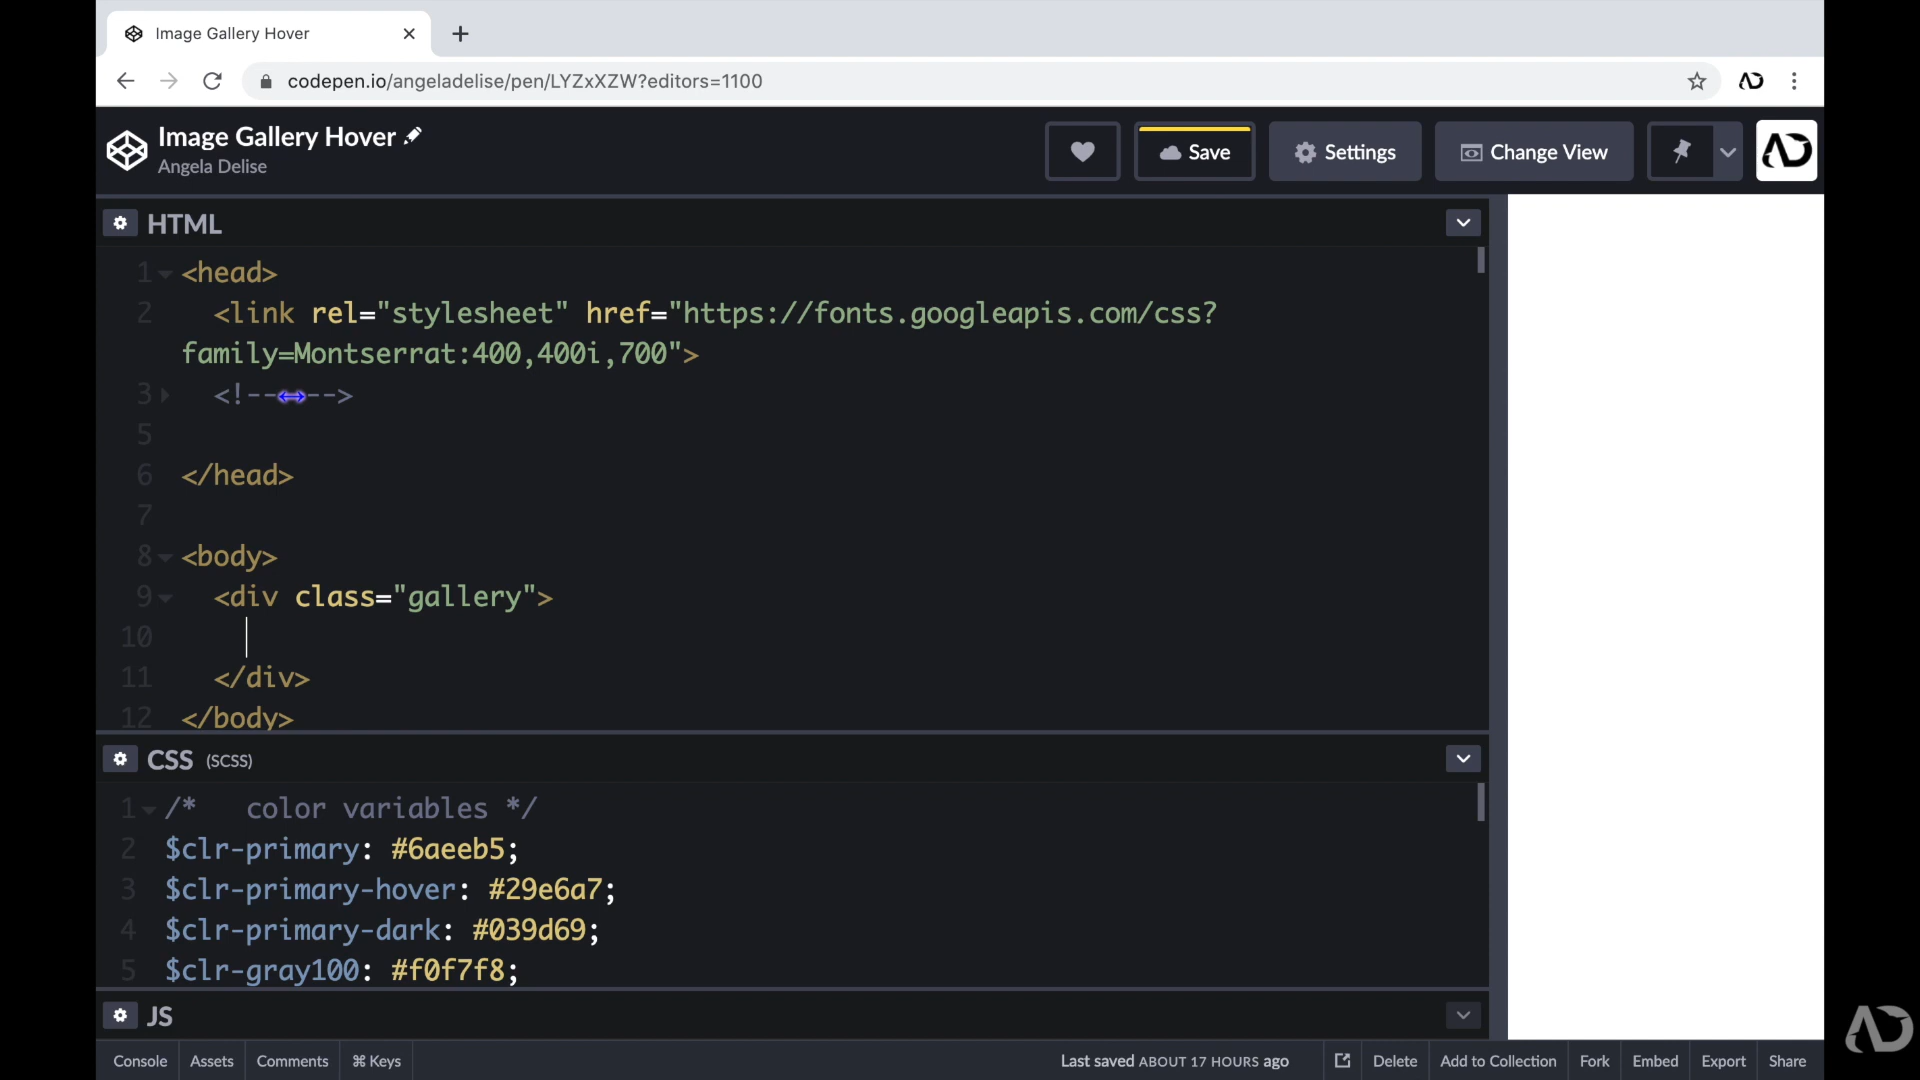 Image Gallery Hover
codepen.io/angeladelise/pen/LYZxXZW?editors=1100
Image Gallery Hover
Angela Delise
Save
Settings
Change View
HTML
1 <head>
2 <link rel="stylesheet" href="https://fonts.googleapis.com/css?
family=Montserrat:400,400i,700">
3 <!--↔-->
5
6 </head>
7
8 <body>
9 <div class="gallery">
10
11 </div>
12 </body>
CSS (SCSS)
1 /* color variables */
2 $clr-primary: #6aeeb5;
3 $clr-primary-hover: #29e6a7;
4 $clr-primary-dark: #039d69;
5 $clr-gray100: #f0f7f8;
JS
Console Assets Comments ⌘ Keys Last saved ABOUT 17 HOURS ago Delete Add to Collection Fork Embed Export Share